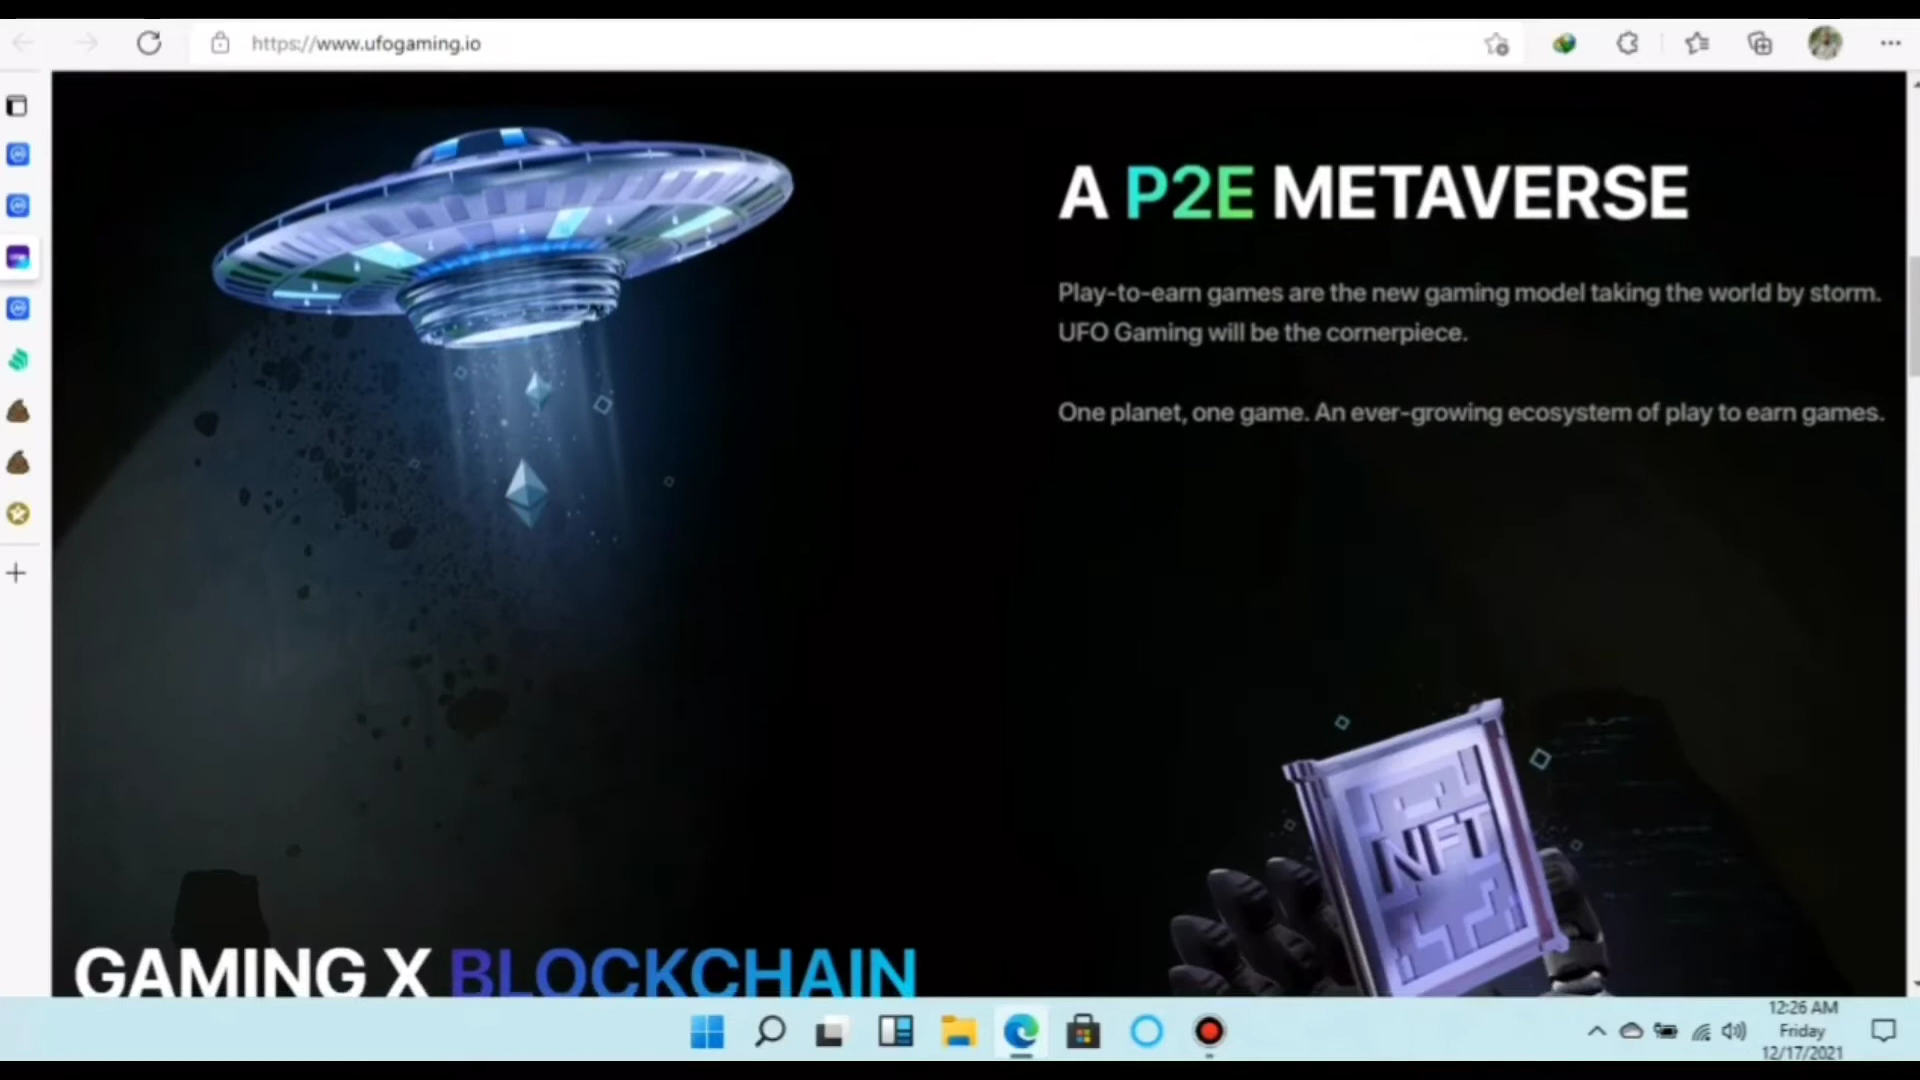 https://www.ufogaming.io
A P2E METAVERSE
Play-to-earn games are the new gaming model taking the world by storm.
UFO Gaming will be the cornerpiece.
One planet, one game. An ever-growing ecosystem of play to earn games.
NFT
GAMING X BLOCKCHAIN
12:26 AM
Friday
12/17/2021